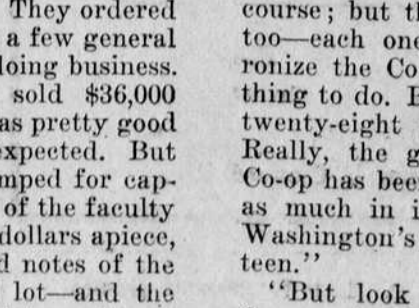 They ordered
a few general
doing business.
sold $36,000
as pretty good
expected. But
mped for cap-
of the faculty
dollars apiece,
d notes of the
lot—and the
course; but th
too—each one
ronize the Co
thing to do. E
twenty-eight
Really, the g
Co-op has bee
as much in i
Washington's
teen."
"But look